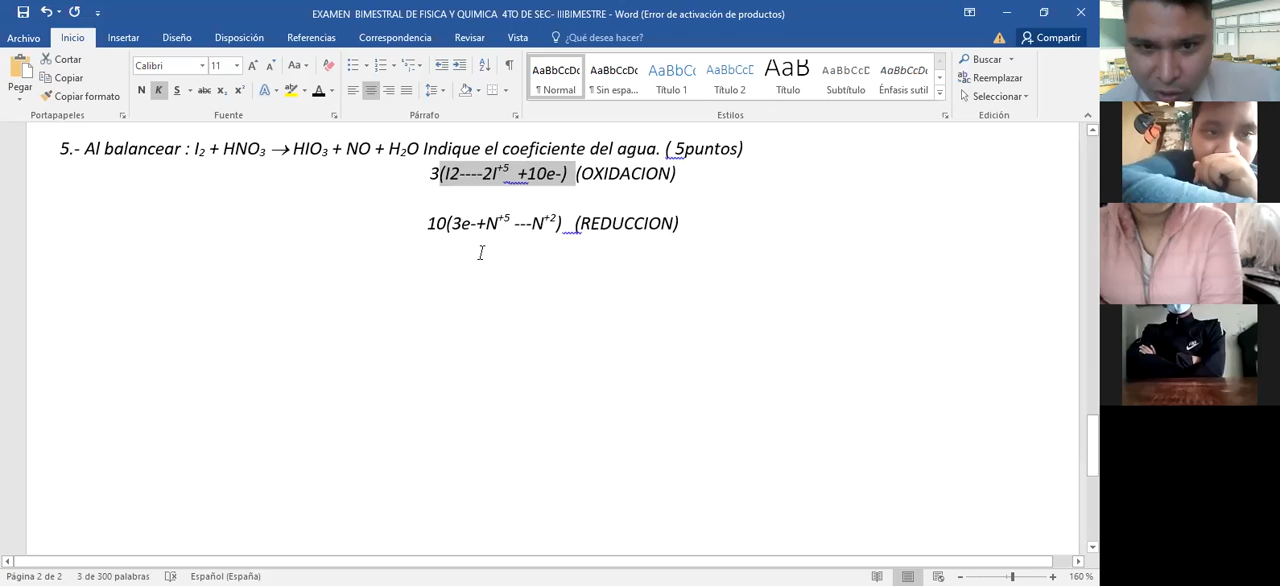 EXAMEN BIMESTRAL DE FISICA Y QUIMICA 4TO DE SEC- IIIBIMESTRE - Word (Error de activación de productos)
Archivo Inicio Insertar Diseño Disposición Referencias Correspondencia Revisar Vista ¿Qué desea hacer? Compartir
Pegar
Cortar
Copiar
Copiar formato
Calibri 11
N K S abc x₂ x²
AaBbCcDc AaBbCcDc AaBbCc AaBbCcE AaB AaBbCcD AaBbCcDc
¶ Normal ¶ Sin espa... Título 1 Título 2 Título Subtítulo Énfasis sutil
Buscar
Reemplazar
Seleccionar
Portapapeles Fuente Párrafo Estilos Edición
5.- Al balancear : I₂ + HNO₃ → HIO₃ + NO + H₂O Indique el coeficiente del agua. ( 5puntos)
3(I2----2I⁺⁵ +10e-) (OXIDACION)
10(3e-+N⁺⁵ ---N⁺²) (REDUCCION)
Página 2 de 2 3 de 300 palabras Español (España) 160 %